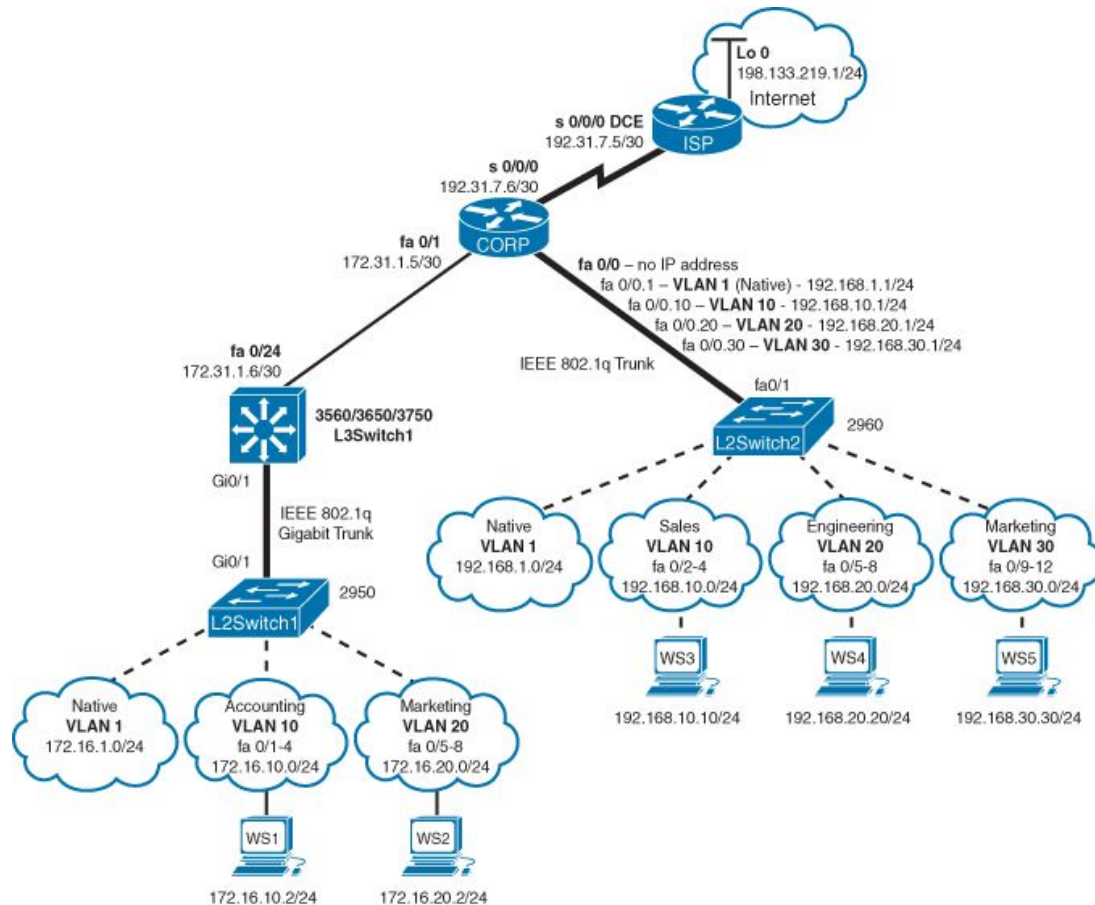 Lo 0
198.133.219.1/24
Internet
s 0/0/0 DCE
192.31.7.5/30
ISP
s 0/0/0
192.31.7.6/30
CORP
fa 0/1
172.31.1.5/30
fa 0/0 – no IP address
fa 0/0.1 – VLAN 1 (Native) - 192.168.1.1/24
fa 0/0.10 – VLAN 10 - 192.168.10.1/24
fa 0/0.20 – VLAN 20 - 192.168.20.1/24
fa 0/0.30 – VLAN 30 - 192.168.30.1/24
IEEE 802.1q Trunk
fa 0/24
172.31.1.6/30
3560/3650/3750
L3Switch1
fa0/1
2960
L2Switch2
Gi0/1
IEEE 802.1q
Gigabit Trunk
Gi0/1
2950
L2Switch1
Native
VLAN 1
192.168.1.0/24
Sales
VLAN 10
fa 0/2-4
192.168.10.0/24
Engineering
VLAN 20
fa 0/5-8
192.168.20.0/24
Marketing
VLAN 30
fa 0/9-12
192.168.30.0/24
WS3
192.168.10.10/24
WS4
192.168.20.20/24
WS5
192.168.30.30/24
Native
VLAN 1
172.16.1.0/24
Accounting
VLAN 10
fa 0/1-4
172.16.10.0/24
Marketing
VLAN 20
fa 0/5-8
172.16.20.0/24
WS1
172.16.10.2/24
WS2
172.16.20.2/24